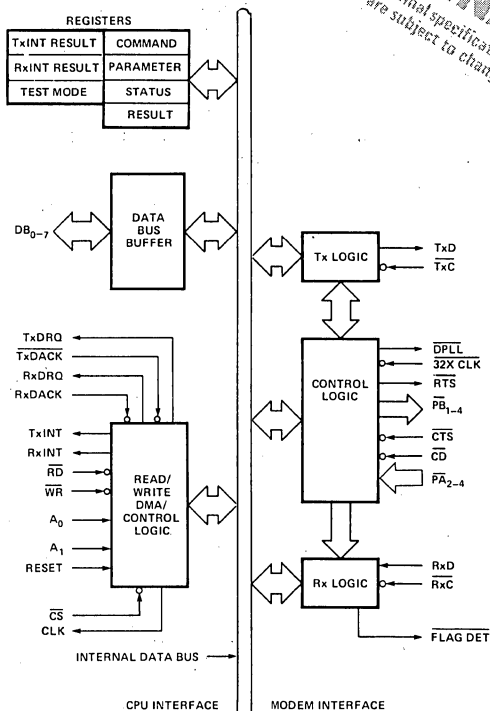 REGISTERS
TxINT RESULT COMMAND
RxINT RESULT PARAMETER
TEST MODE STATUS
RESULT
DB0-7
DATA
BUS
BUFFER
TxDRQ
TxDACK
RxDRQ
RxDACK
TxINT
RxINT
RD
WR
A0
A1
RESET
CS
CLK
READ/
WRITE
DMA/
CONTROL
LOGIC
INTERNAL DATA BUS
CPU INTERFACE
Tx LOGIC
TxD
TxC
CONTROL
LOGIC
DPLL
32X CLK
RTS
PB1-4
CTS
CD
PA2-4
Rx LOGIC
RxD
RxC
FLAG DET
MODEM INTERFACE
are subject to